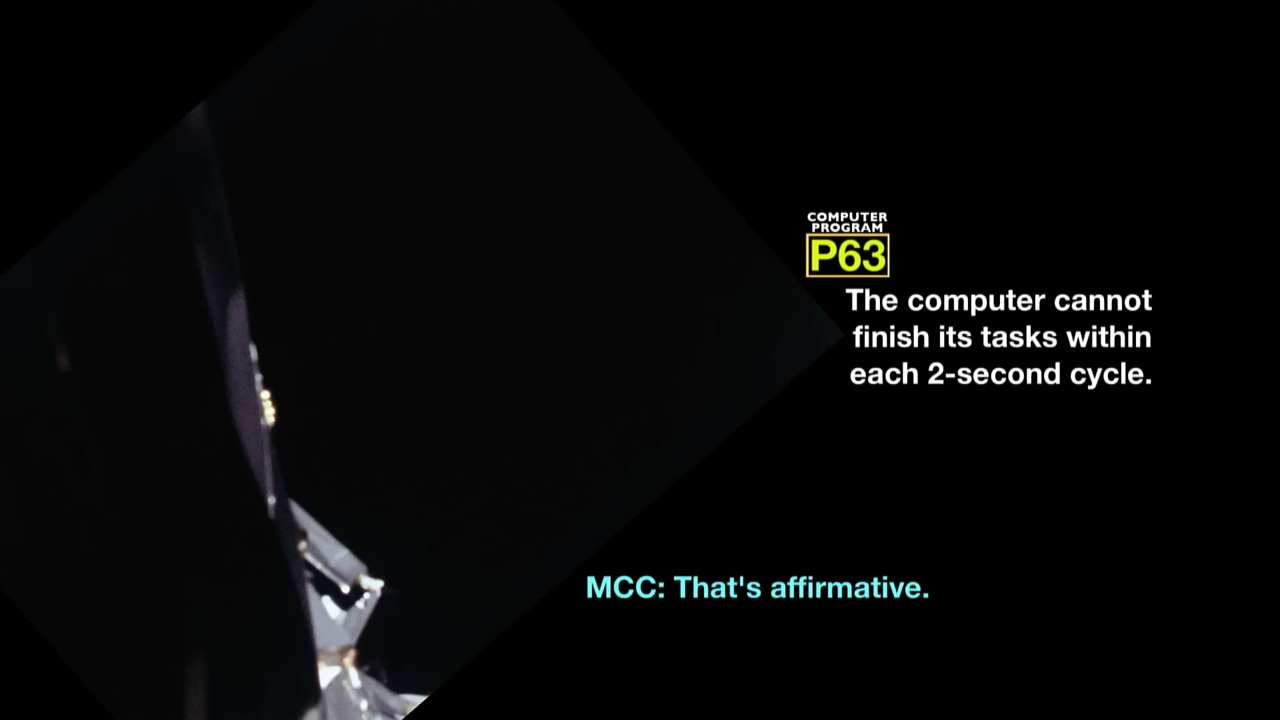 COMPUTER
PROGRAM
P63
The computer cannot
finish its tasks within
each 2-second cycle.
MCC: That's affirmative.